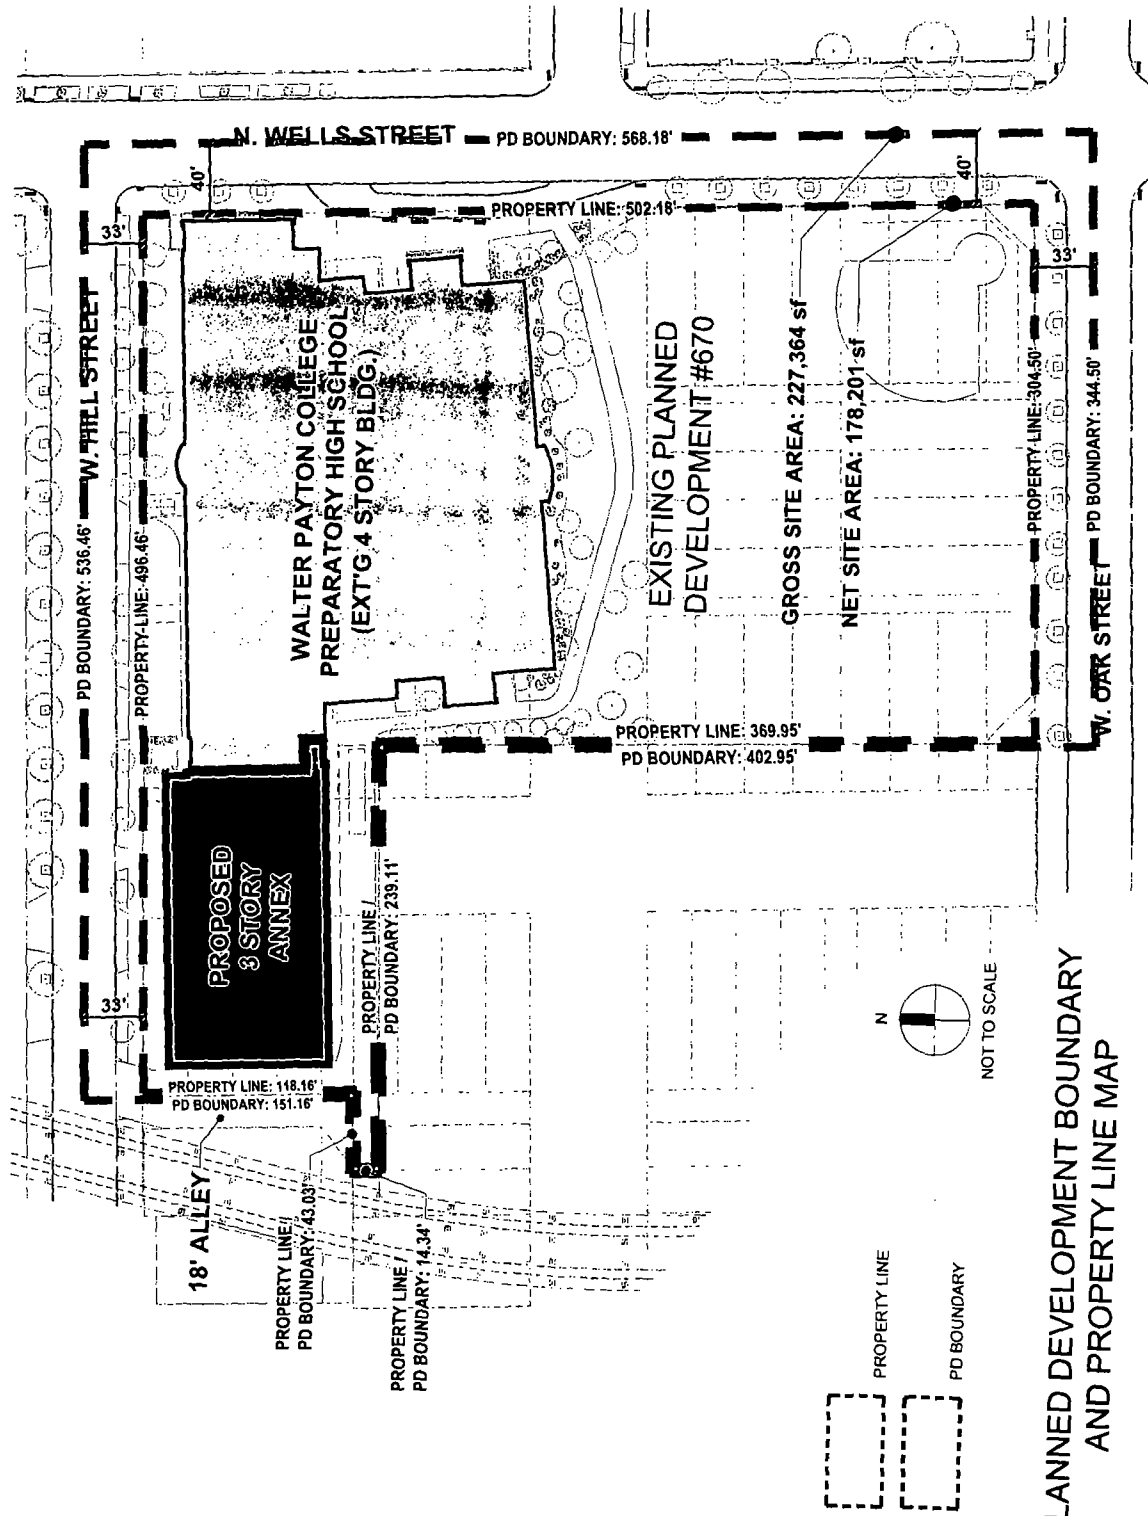 N. WELLS STREET
PD BOUNDARY: 568.18'
40'
40'
PROPERTY LINE: 502.18'
33'
33'
W. HILL STREET
PD BOUNDARY: 536.46'
PROPERTY LINE: 496.46'
WALTER PAYTON COLLEGE
PREPARATORY HIGH SCHOOL
(EXT'G 4 STORY BLDG.)
EXISTING PLANNED
DEVELOPMENT #670
GROSS SITE AREA: 227,364 sf
NET SITE AREA: 178,201 sf
PROPERTY LINE: 304.50'
PD BOUNDARY: 344.50'
W. OAK STREET
PROPERTY LINE: 369.95'
PD BOUNDARY: 402.95'
PROPOSED
3 STORY
ANNEX
PROPERTY LINE /
PD BOUNDARY: 239.11'
33'
PROPERTY LINE: 118.16'
PD BOUNDARY: 151.16'
18' ALLEY
PROPERTY LINE/
PD BOUNDARY: 43.03'
PROPERTY LINE /
PD BOUNDARY: 14.34'
N
NOT TO SCALE
PROPERTY LINE
PD BOUNDARY
LANNED DEVELOPMENT BOUNDARY
AND PROPERTY LINE MAP